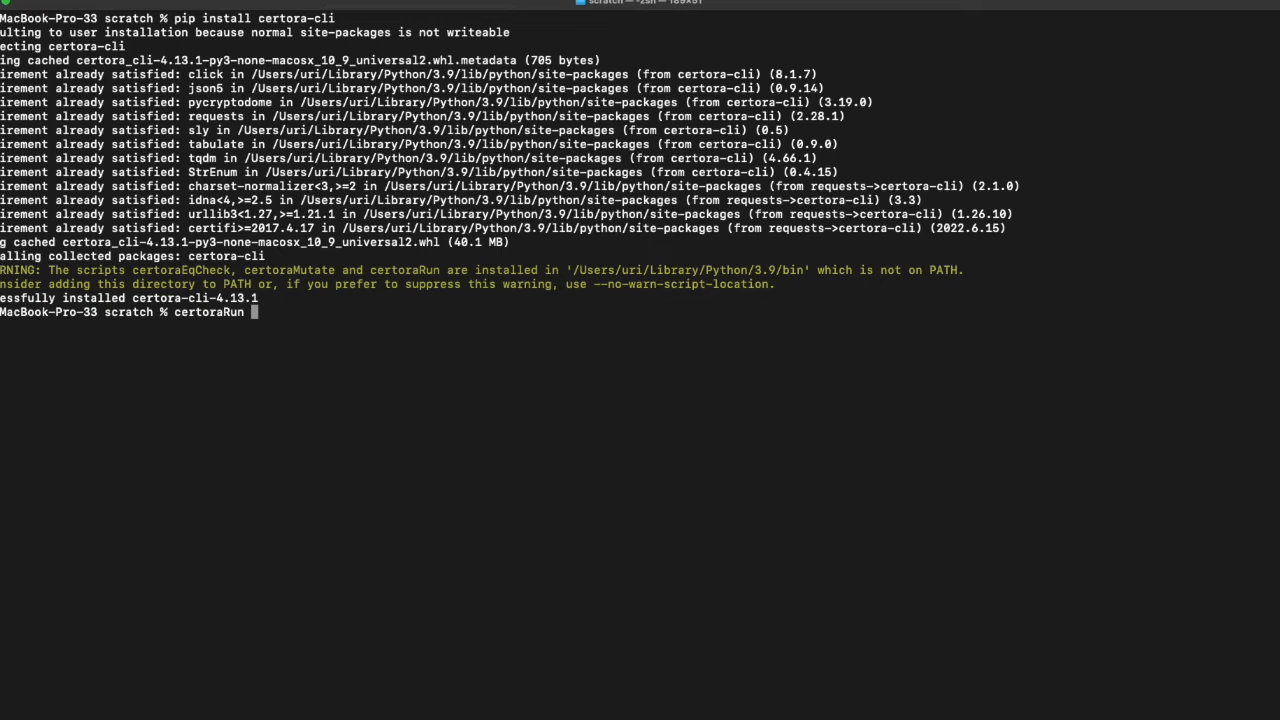 scratch — -zsh — 189×51
MacBook-Pro-33 scratch % pip install certora-cli
ulting to user installation because normal site-packages is not writeable
ecting certora-cli
ing cached certora_cli-4.13.1-py3-none-macosx_10_9_universal2.whl.metadata (705 bytes)
irement already satisfied: click in /Users/uri/Library/Python/3.9/lib/python/site-packages (from certora-cli) (8.1.7)
irement already satisfied: json5 in /Users/uri/Library/Python/3.9/lib/python/site-packages (from certora-cli) (0.9.14)
irement already satisfied: pycryptodome in /Users/uri/Library/Python/3.9/lib/python/site-packages (from certora-cli) (3.19.0)
irement already satisfied: requests in /Users/uri/Library/Python/3.9/lib/python/site-packages (from certora-cli) (2.28.1)
irement already satisfied: sly in /Users/uri/Library/Python/3.9/lib/python/site-packages (from certora-cli) (0.5)
irement already satisfied: tabulate in /Users/uri/Library/Python/3.9/lib/python/site-packages (from certora-cli) (0.9.0)
irement already satisfied: tqdm in /Users/uri/Library/Python/3.9/lib/python/site-packages (from certora-cli) (4.66.1)
irement already satisfied: StrEnum in /Users/uri/Library/Python/3.9/lib/python/site-packages (from certora-cli) (0.4.15)
irement already satisfied: charset-normalizer<3,>=2 in /Users/uri/Library/Python/3.9/lib/python/site-packages (from requests->certora-cli) (2.1.0)
irement already satisfied: idna<4,>=2.5 in /Users/uri/Library/Python/3.9/lib/python/site-packages (from requests->certora-cli) (3.3)
irement already satisfied: urllib3<1.27,>=1.21.1 in /Users/uri/Library/Python/3.9/lib/python/site-packages (from requests->certora-cli) (1.26.10)
irement already satisfied: certifi>=2017.4.17 in /Users/uri/Library/Python/3.9/lib/python/site-packages (from requests->certora-cli) (2022.6.15)
g cached certora_cli-4.13.1-py3-none-macosx_10_9_universal2.whl (40.1 MB)
alling collected packages: certora-cli
RNING: The scripts certoraEqCheck, certoraMutate and certoraRun are installed in '/Users/uri/Library/Python/3.9/bin' which is not on PATH.
nsider adding this directory to PATH or, if you prefer to suppress this warning, use --no-warn-script-location.
essfully installed certora-cli-4.13.1
MacBook-Pro-33 scratch % certoraRun